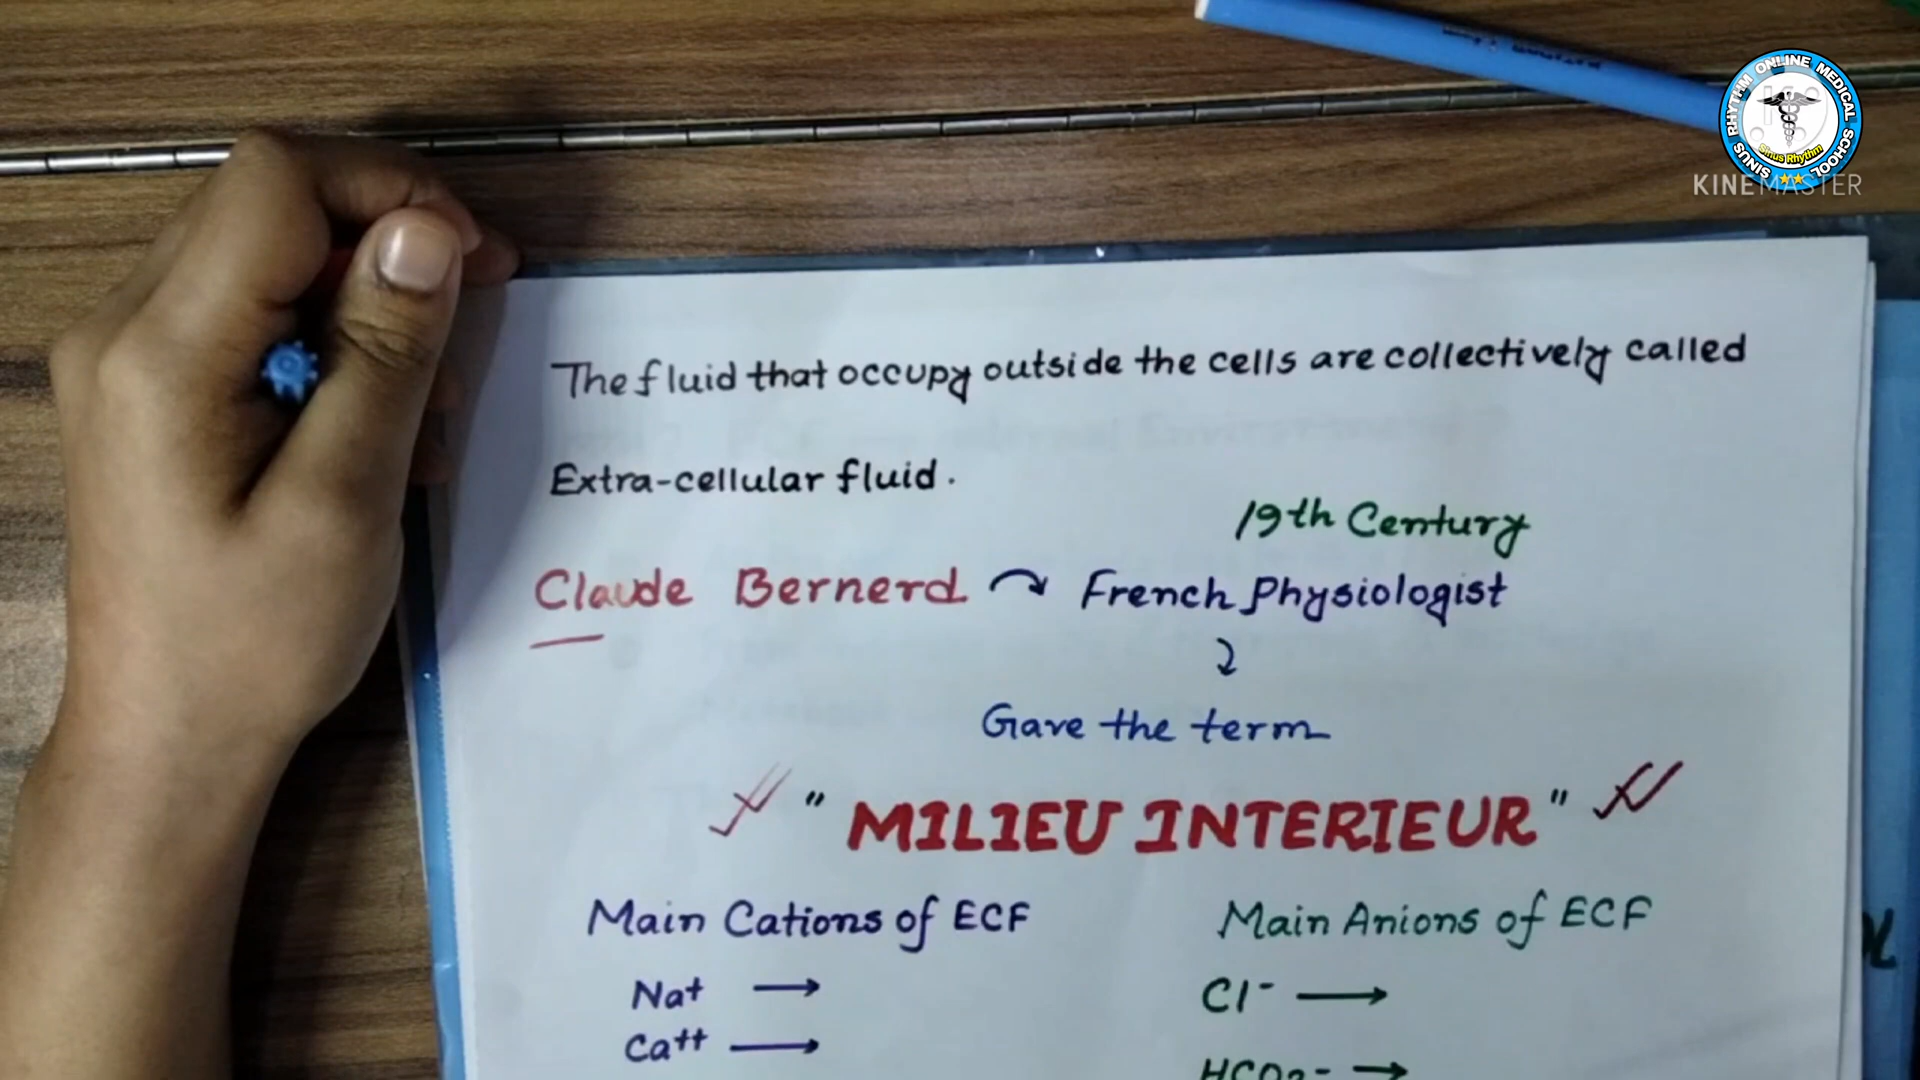 SINUS RHYTHM ONLINE MEDICAL SCHOOL
Sinus Rhythm
KINEMASTER
The fluid that occupy outside the cells are collectively called
Extra-cellular fluid.
19th Century
Claude Bernerd French Physiologist
Gave the term
"MILIEU INTERIEUR"
Main Cations of ECF Main Anions of ECF
Na+ → Cl- →
Ca++ → HCO3- →